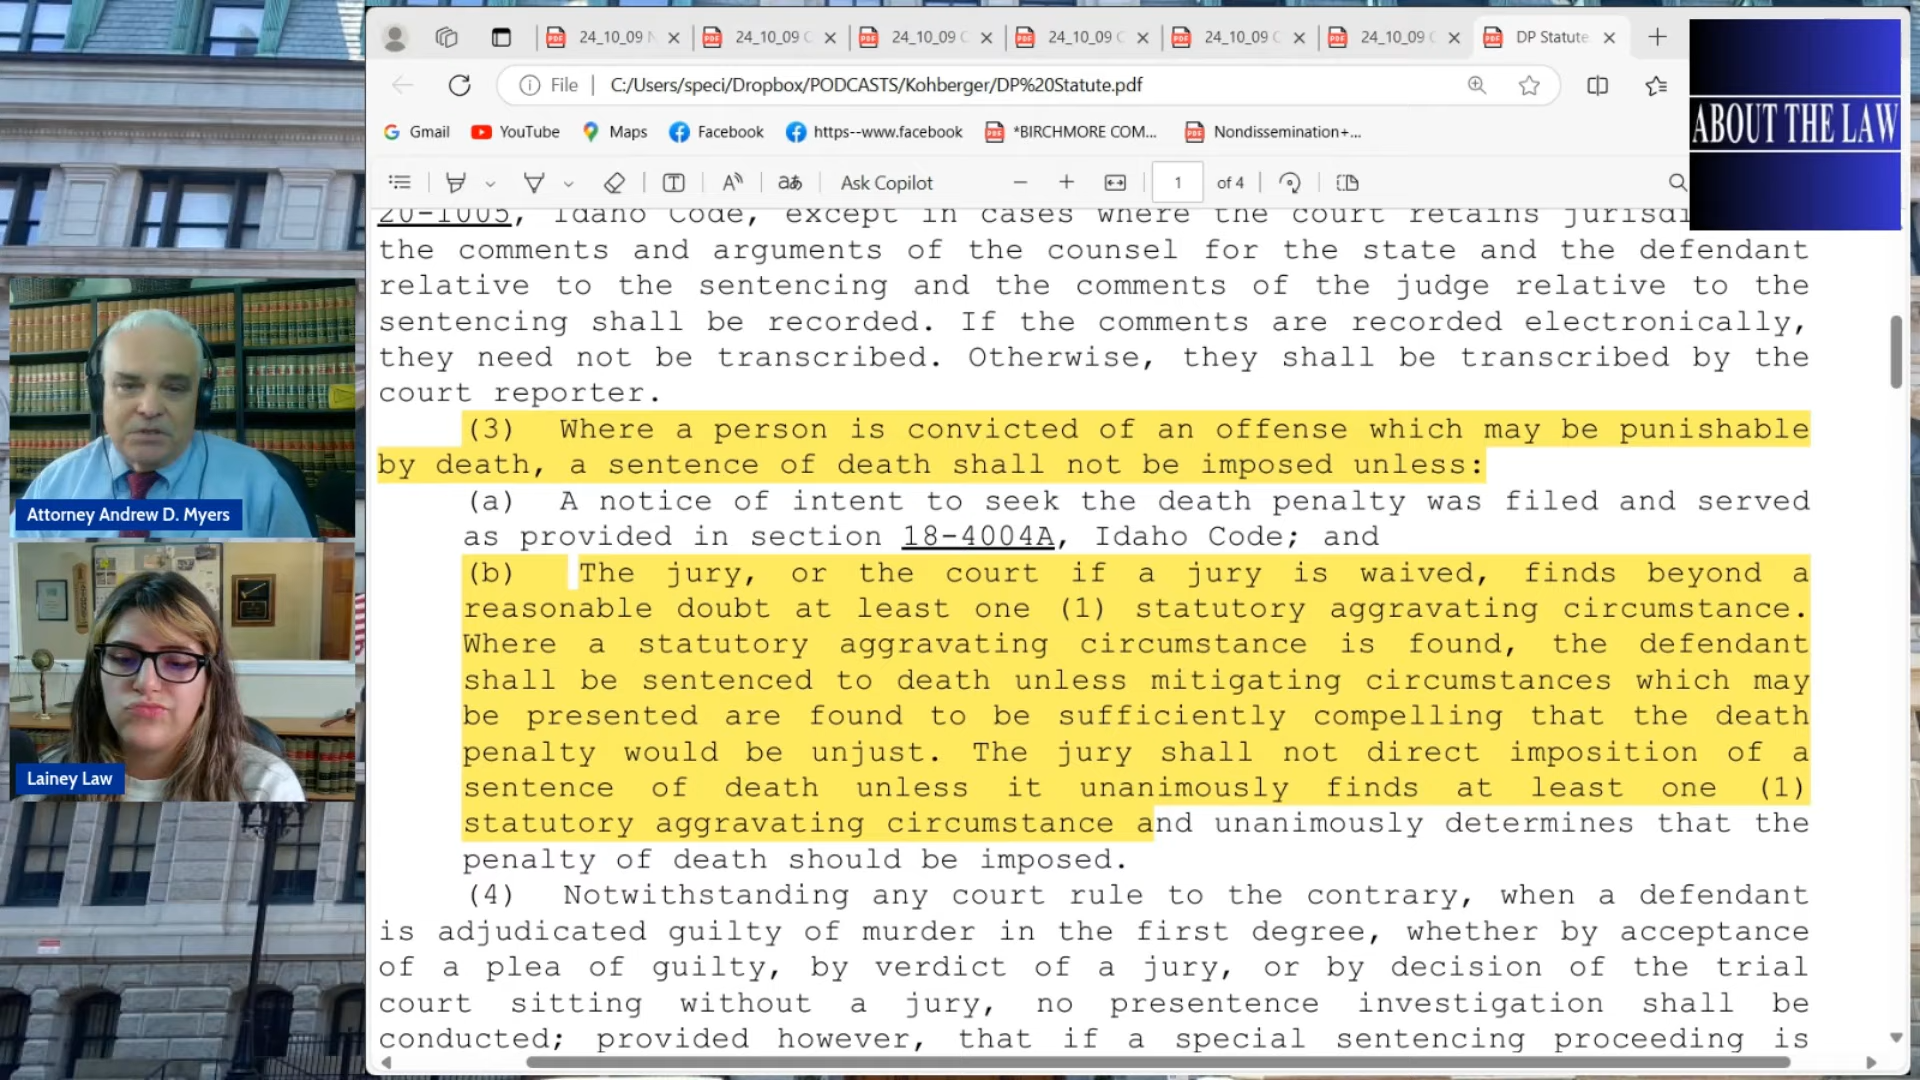 24_10_09
24_10_09
24_10_09
24_10_09
24_10_09
24_10_09
DP Statute
File
C:/Users/speci/Dropbox/PODCASTS/Kohberger/DP%20Statute.pdf
Gmail
YouTube
Maps
Facebook
https--www.facebook
*BIRCHMORE COM...
Nondissemination+...
ABOUT THE LAW
Ask Copilot
1
of 4
20-1005, Idaho Code, except in cases where the court retains
the comments and arguments of the counsel for the state and the defendant
relative to the sentencing and the comments of the judge relative to the
sentencing shall be recorded. If the comments are recorded electronically,
they need not be transcribed. Otherwise, they shall be transcribed by the
court reporter.
(3) Where a person is convicted of an offense which may be punishable
by death, a sentence of death shall not be imposed unless:
(a) A notice of intent to seek the death penalty was filed and served
as provided in section 18-4004A, Idaho Code; and
(b) The jury, or the court if a jury is waived, finds beyond a
reasonable doubt at least one (1) statutory aggravating circumstance.
Where a statutory aggravating circumstance is found, the defendant
shall be sentenced to death unless mitigating circumstances which may
be presented are found to be sufficiently compelling that the death
penalty would be unjust. The jury shall not direct imposition of a
sentence of death unless it unanimously finds at least one (1)
statutory aggravating circumstance and unanimously determines that the
penalty of death should be imposed.
(4) Notwithstanding any court rule to the contrary, when a defendant
is adjudicated guilty of murder in the first degree, whether by acceptance
of a plea of guilty, by verdict of a jury, or by decision of the trial
court sitting without a jury, no presentence investigation shall be
conducted; provided however, that if a special sentencing proceeding is
Attorney Andrew D. Myers
Lainey Law